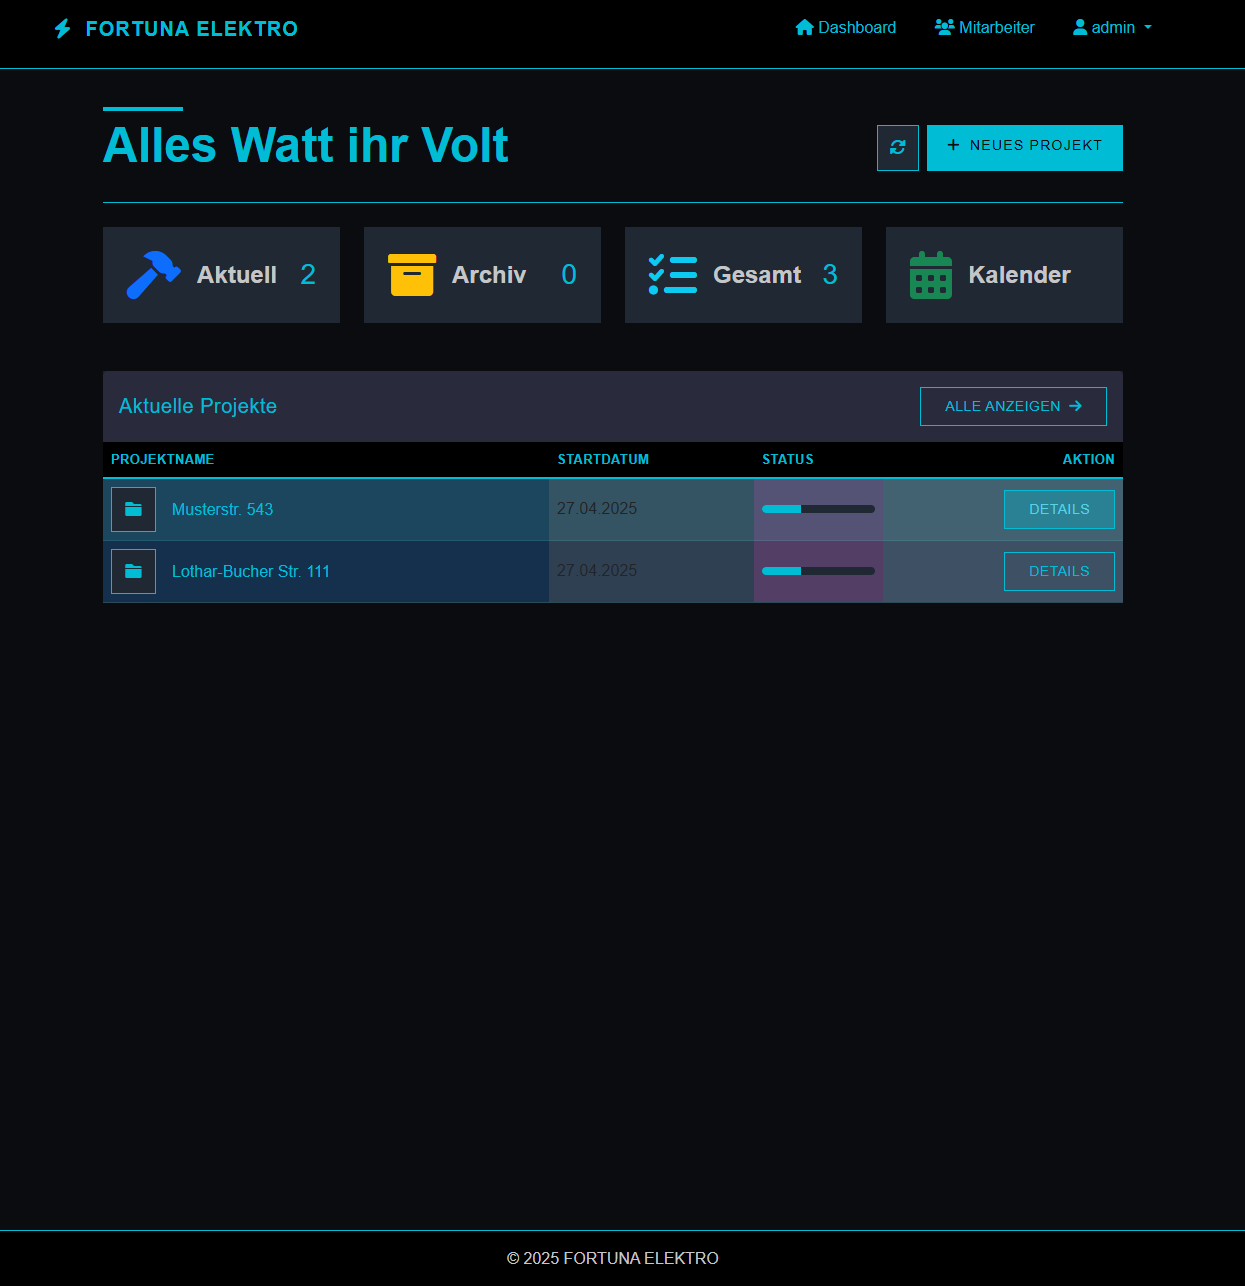 FORTUNA ELEKTRO
Dashboard Mitarbeiter admin
Alles Watt ihr Volt
NEUES PROJEKT
Aktuell 2 Archiv 0 Gesamt 3 Kalender
Aktuelle Projekte
ALLE ANZEIGEN
PROJEKTNAME STARTDATUM STATUS AKTION
Musterstr. 543 27.04.2025 DETAILS
Lothar-Bucher Str. 111 27.04.2025 DETAILS
© 2025 FORTUNA ELEKTRO